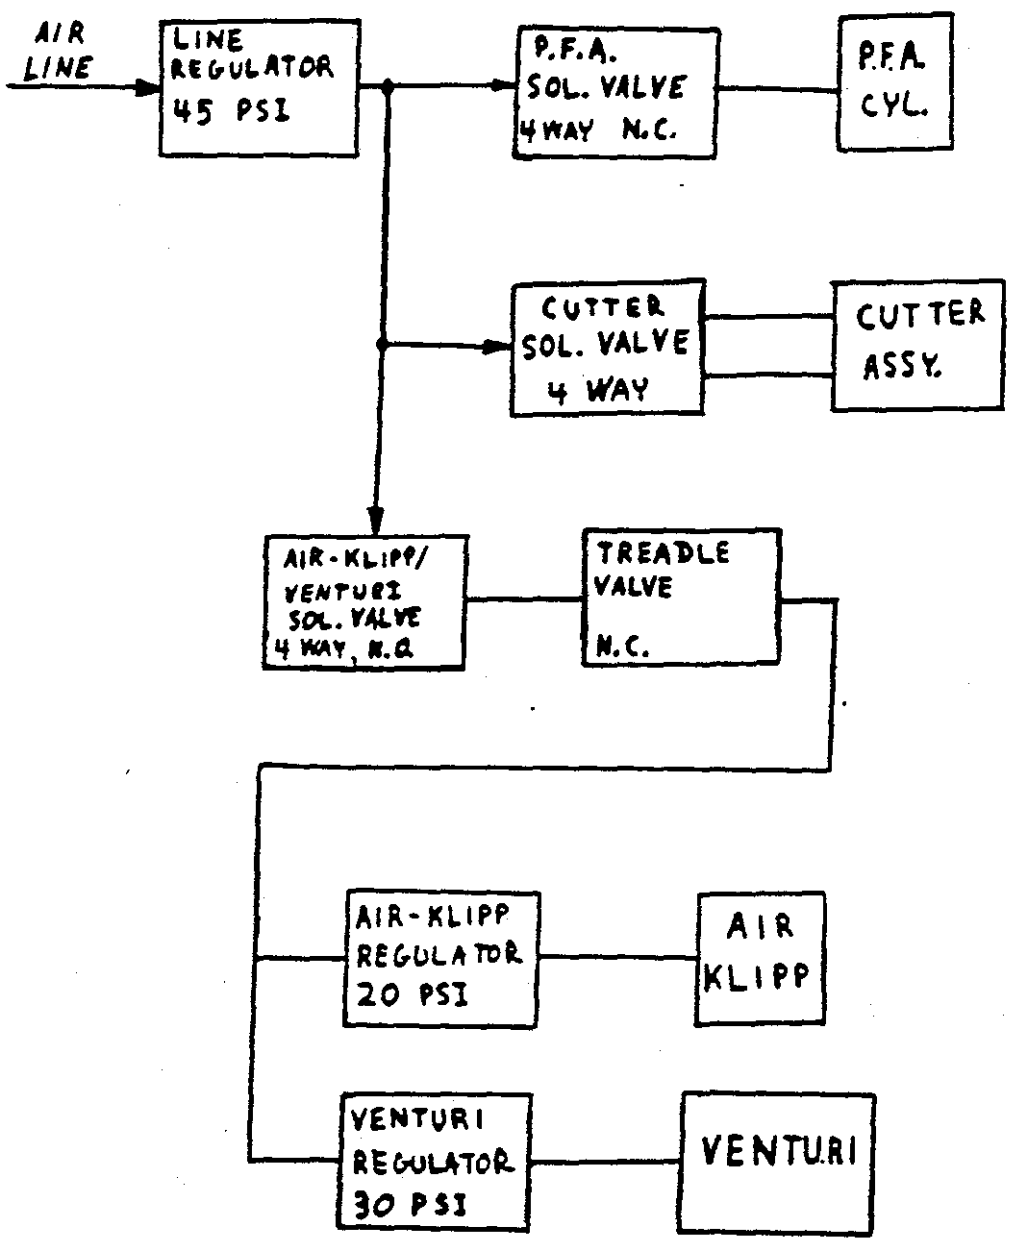 AIR
LINE
LINE
REGULATOR
45 PSI
P.F.A.
SOL. VALVE
4 WAY N.C.
P.F.A.
CYL.
CUTTER
SOL. VALVE
4 WAY
CUTTER
ASSY.
AIR-KLIPP/
VENTURI
SOL. VALVE
4 WAY,
TREADLE
VALVE
N.C.
AIR-KLIPP
REGULATOR
20 PSI
AIR
KLIPP
VENTURI
REGULATOR
30 PSI
VENTURI